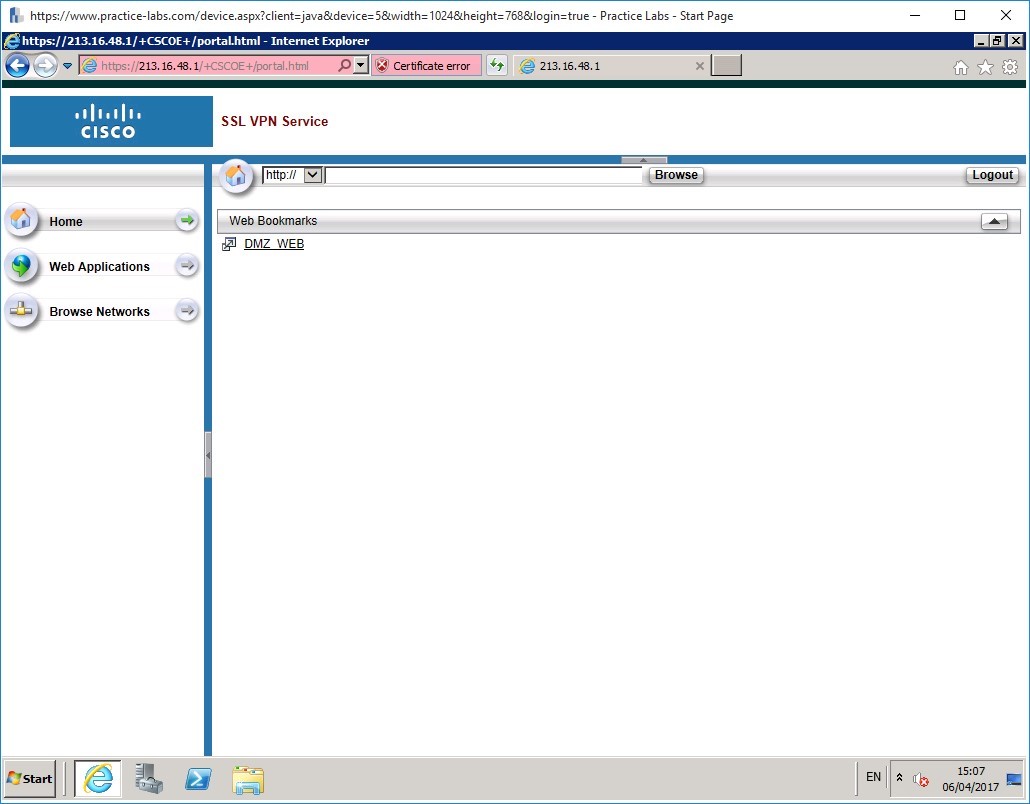 https://www.practice-labs.com/device.aspx?client=java&device=5&width=1024&height=768&login=true - Practice Labs - Start Page
https://213.16.48.1/+CSCOE+/portal.html - Internet Explorer
https://213.16.48.1/+CSCOE+/portal.html
Certificate error
213.16.48.1
CISCO
SSL VPN Service
http://
Browse
Logout
Home
Web Applications
Browse Networks
Web Bookmarks
DMZ_WEB
Start
EN
15:07
06/04/2017